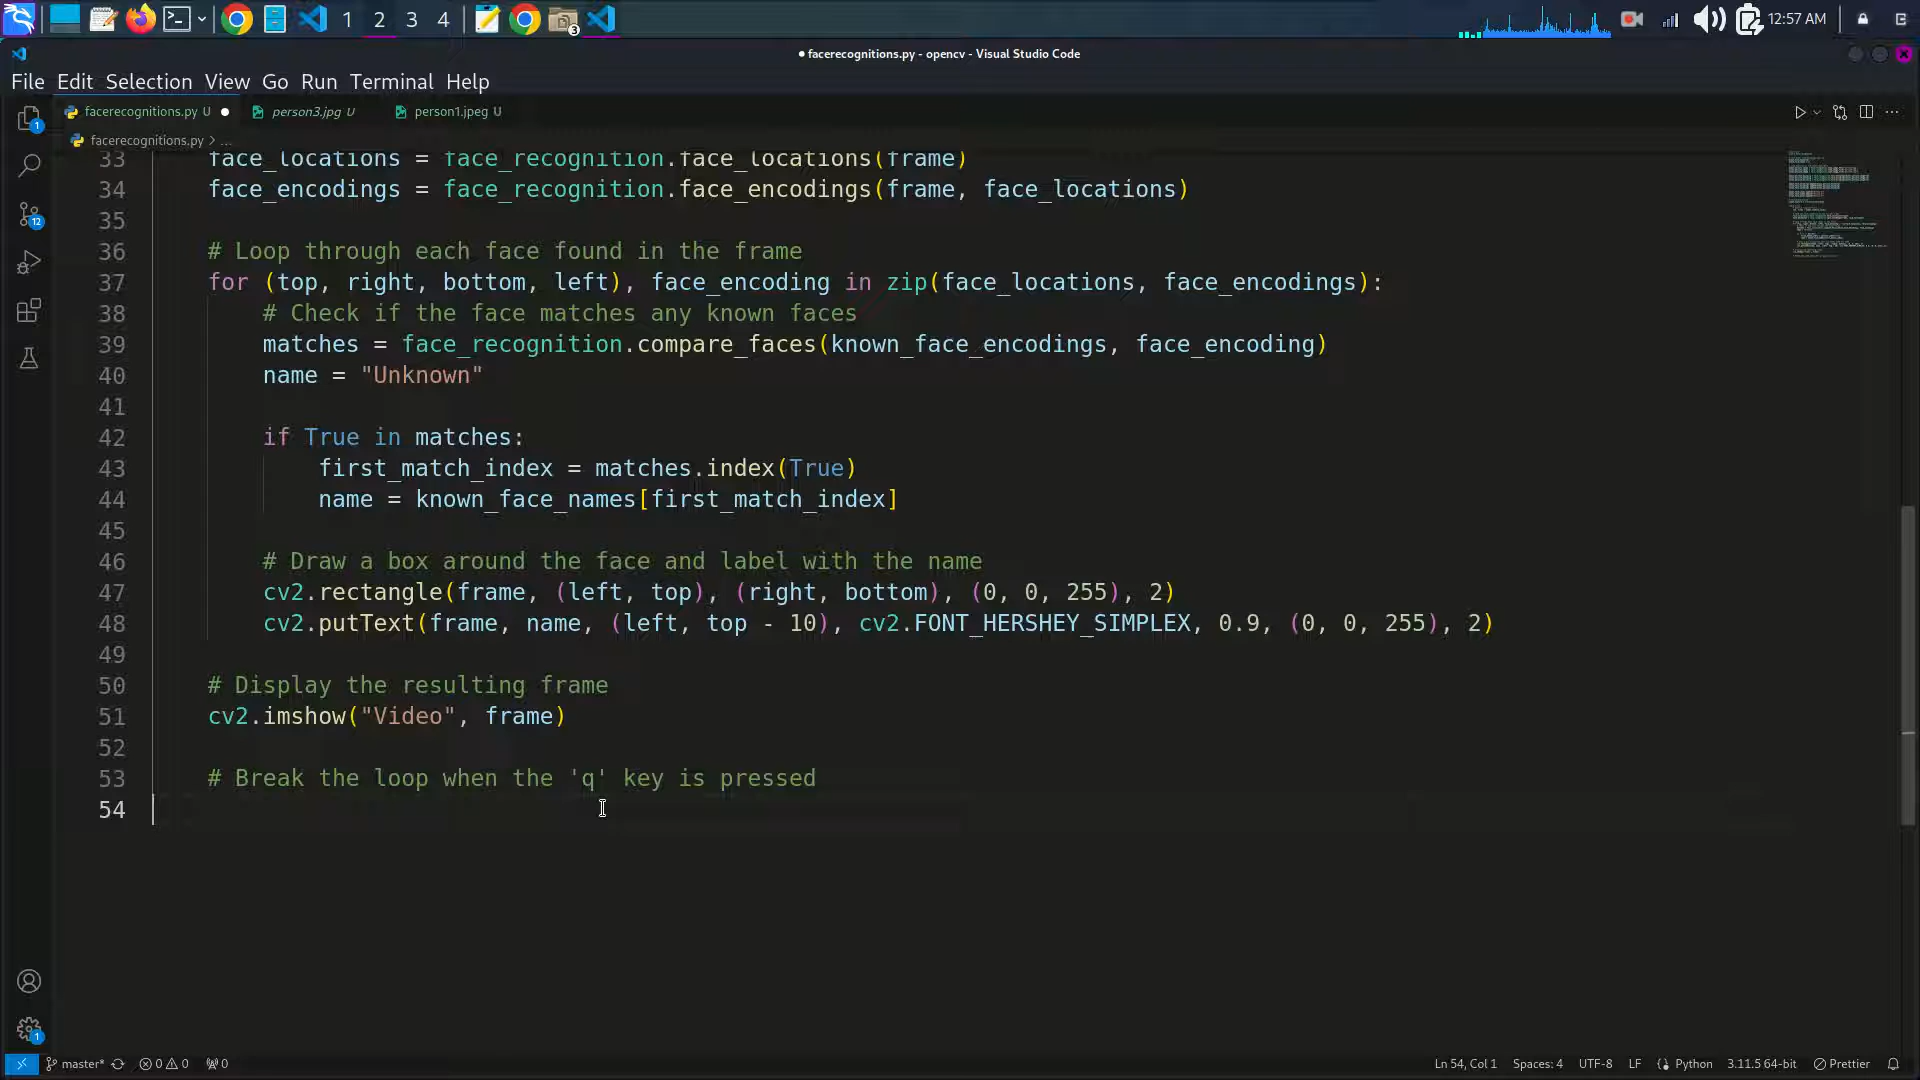 1 2 3 4
3
12:57 AM
● facerecognitions.py - opencv - Visual Studio Code
File Edit Selection View Go Run Terminal Help
facerecognitions.py U ● person3.jpg U person1.jpeg U
facerecognitions.py > ...
1
12
1
33 face_locations = face_recognition.face_locations(frame)
34 face_encodings = face_recognition.face_encodings(frame, face_locations)
35
36 # Loop through each face found in the frame
37 for (top, right, bottom, left), face_encoding in zip(face_locations, face_encodings):
38 # Check if the face matches any known faces
39 matches = face_recognition.compare_faces(known_face_encodings, face_encoding)
40 name = "Unknown"
41
42 if True in matches:
43 first_match_index = matches.index(True)
44 name = known_face_names[first_match_index]
45
46 # Draw a box around the face and label with the name
47 cv2.rectangle(frame, (left, top), (right, bottom), (0, 0, 255), 2)
48 cv2.putText(frame, name, (left, top - 10), cv2.FONT_HERSHEY_SIMPLEX, 0.9, (0, 0, 255), 2)
49
50 # Display the resulting frame
51 cv2.imshow("Video", frame)
52
53 # Break the loop when the 'q' key is pressed
54
master* 0 0 0 Ln 54, Col 1 Spaces: 4 UTF-8 LF Python 3.11.5 64-bit Prettier